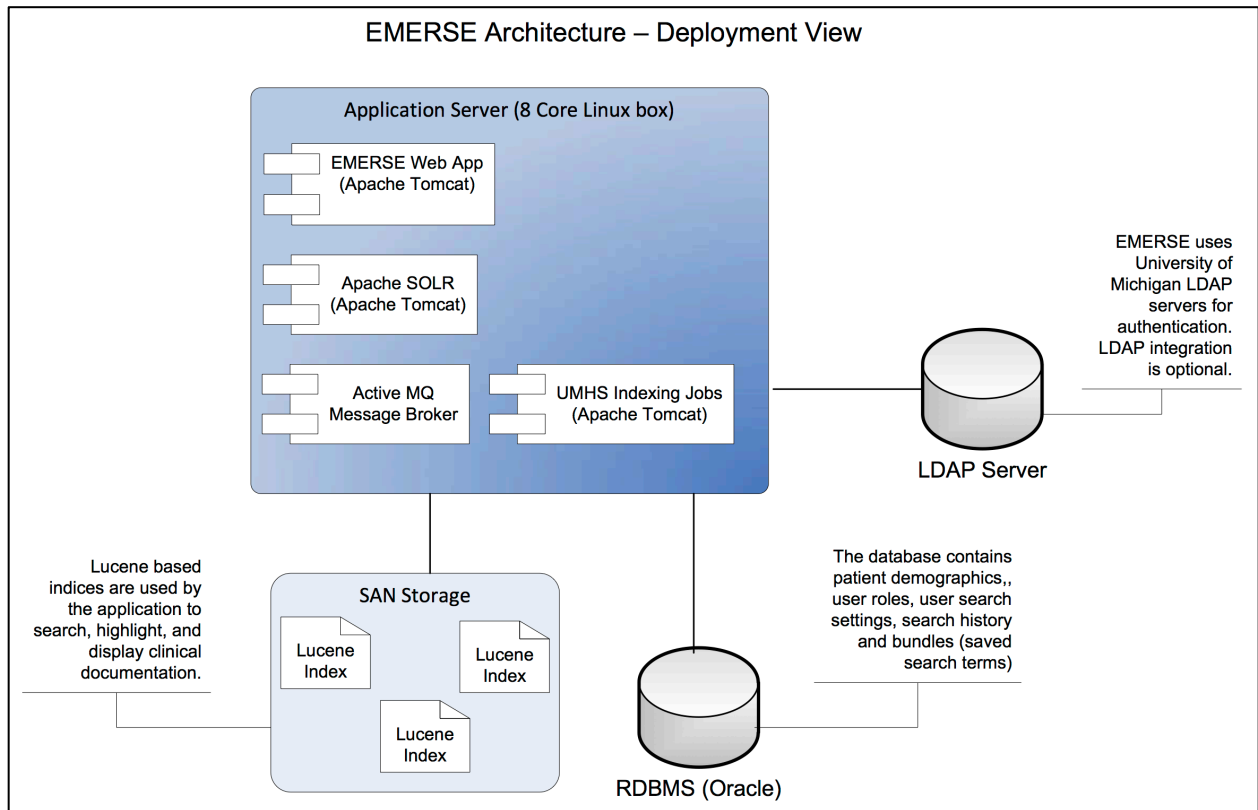 EMERSE Architecture – Deployment View
Application Server (8 Core Linux box)
EMERSE Web App
(Apache Tomcat)
Apache SOLR
(Apache Tomcat)
Active MQ
Message Broker
UMHS Indexing Jobs
(Apache Tomcat)
EMERSE uses
University of
Michigan LDAP
servers for
authentication.
LDAP integration
is optional.
LDAP Server
Lucene based
indices are used by
the application to
search, highlight, and
display clinical
documentation.
SAN Storage
Lucene
Index
Lucene
Index
Lucene
Index
The database contains
patient demographics,,
user roles, user search
settings, search history
and bundles (saved
search terms)
RDBMS (Oracle)